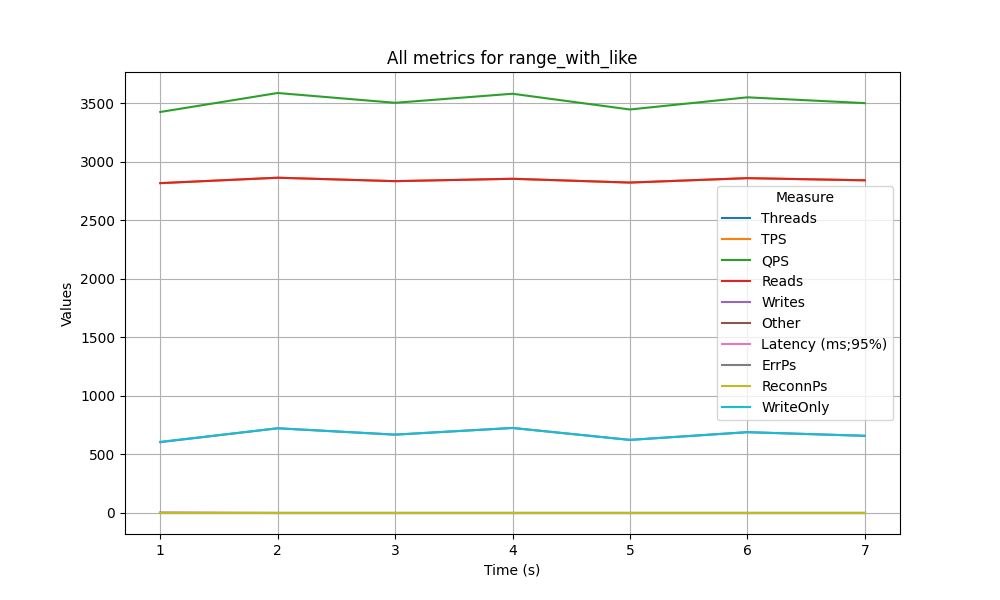 All metrics for range_with_like
Values
3500
3000
2500
2000
1500
1000
500
0
Measure
Threads
TPS
QPS
Reads
Writes
Other
Latency (ms;95%)
ErrPs
ReconnPs
WriteOnly
1 2 3 4 5 6 7
Time (s)